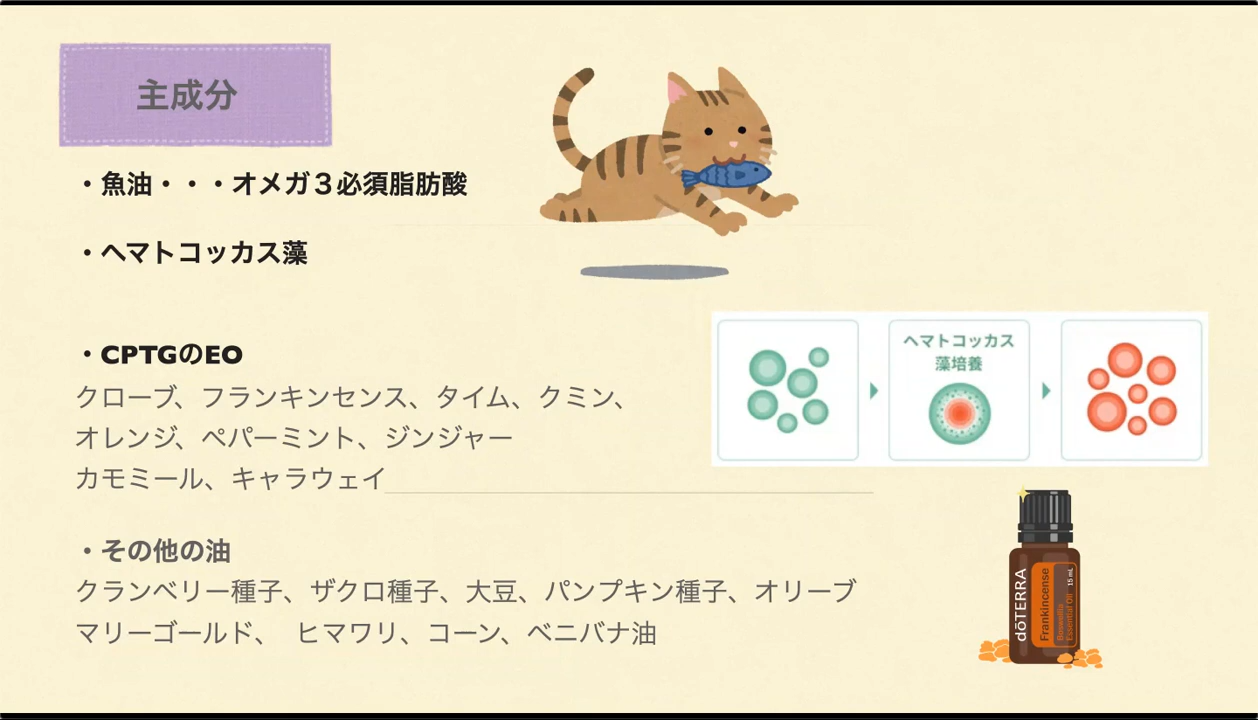 主成分
・魚油・・・オメガ３必須脂肪酸
・ヘマトコッカス藻
・CPTGのEO
クローブ、フランキンセンス、タイム、クミン、
オレンジ、ペパーミント、ジンジャー
カモミール、キャラウェイ
・その他の油
クランベリー種子、ザクロ種子、大豆、パンプキン種子、オリーブ
マリーゴールド、　ヒマワリ、コーン、ベニバナ油
ヘマトコッカス
藻培養
dōTERRA
Frankincense
Boswellia
Essential Oil 15 mL